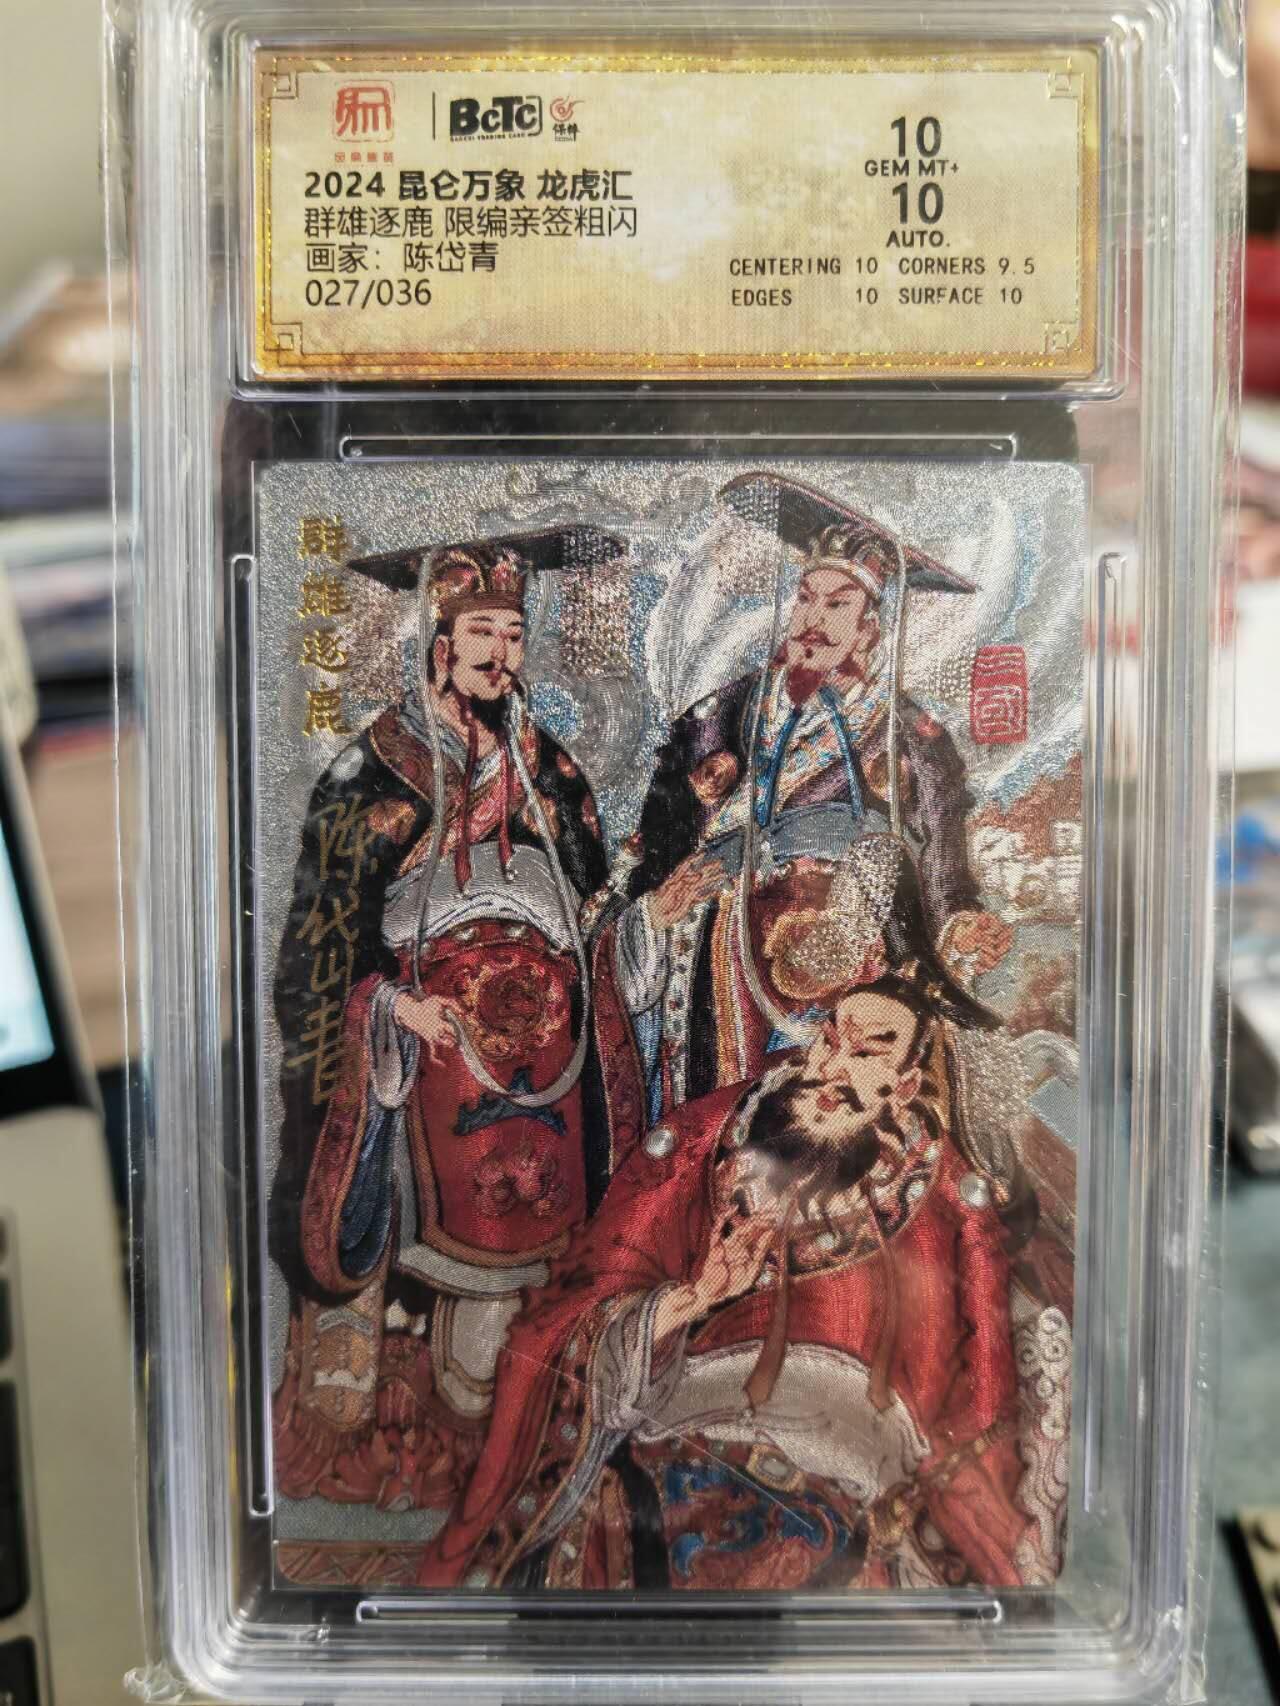 BCTC
保粹
2024 昆仑万象 龙虎汇
群雄逐鹿 限编亲签粗闪
画家：陈岱青
027/036
10
GEM MT+
10
AUTO.
CENTERING 10 CORNERS 9.5
EDGES 10 SURFACE 10
群雄逐鹿
三國
陈岱青